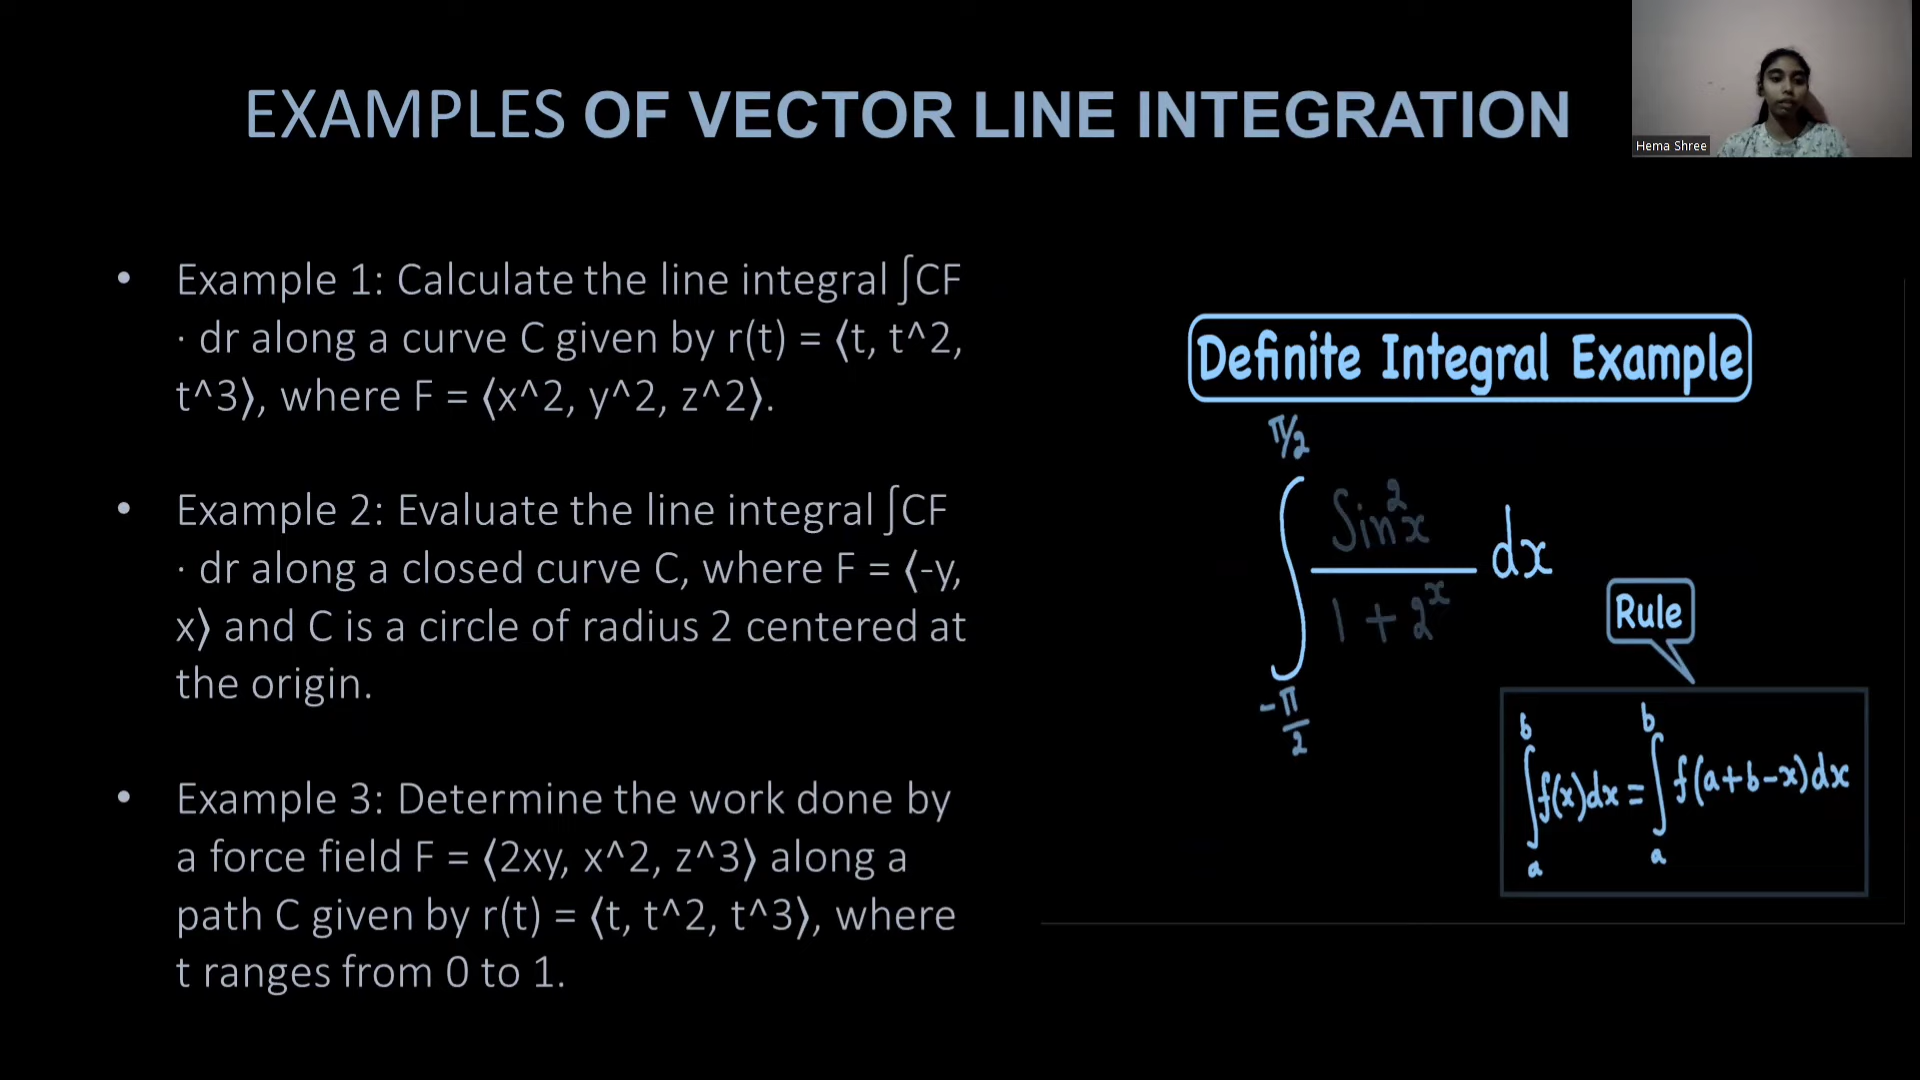 EXAMPLES OF VECTOR LINE INTEGRATION
Hema Shree
• Example 1: Calculate the line integral ∫CF
· dr along a curve C given by r(t) = ⟨t, t^2,
t^3⟩, where F = ⟨x^2, y^2, z^2⟩.
• Example 2: Evaluate the line integral ∫CF
· dr along a closed curve C, where F = ⟨-y,
x⟩ and C is a circle of radius 2 centered at
the origin.
• Example 3: Determine the work done by
a force field F = ⟨2xy, x^2, z^3⟩ along a
path C given by r(t) = ⟨t, t^2, t^3⟩, where
t ranges from 0 to 1.
Definite Integral Example
π/2
∫ Sin²x / 1 + 2ˣ dx
-π/2
Rule
b b
∫ f(x)dx = ∫ f(a+b-x)dx
a a